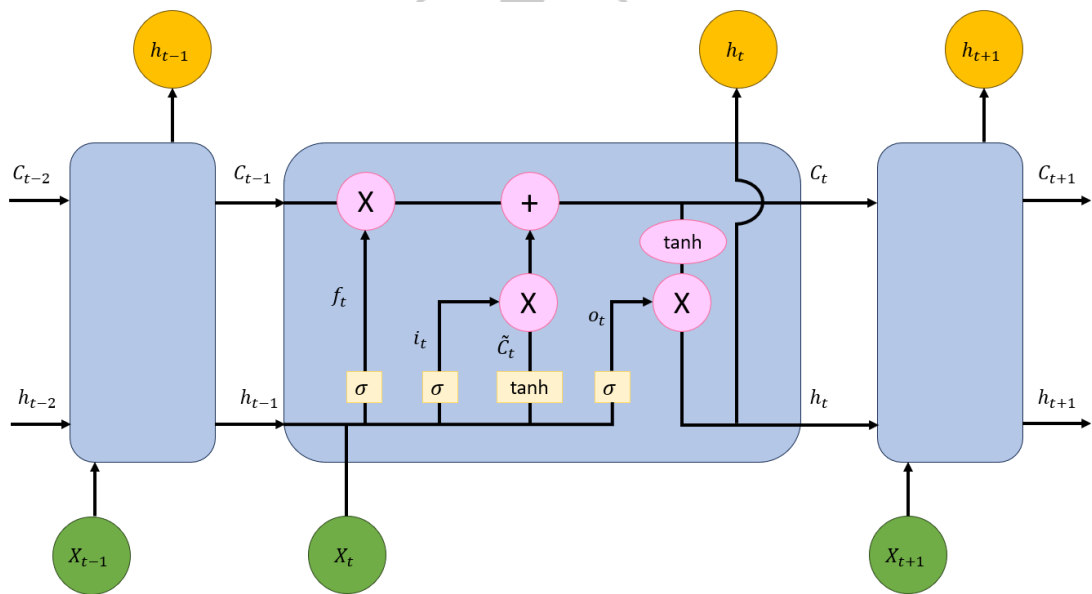 h_{t−1}
h_t
h_{t+1}
C_{t−2}
C_{t−1}
C_t
C_{t+1}
X
+
tanh
f_t
X
o_t
X
i_t
C̃_t
σ
σ
tanh
σ
h_{t−2}
h_{t−1}
h_t
h_{t+1}
X_{t−1}
X_t
X_{t+1}